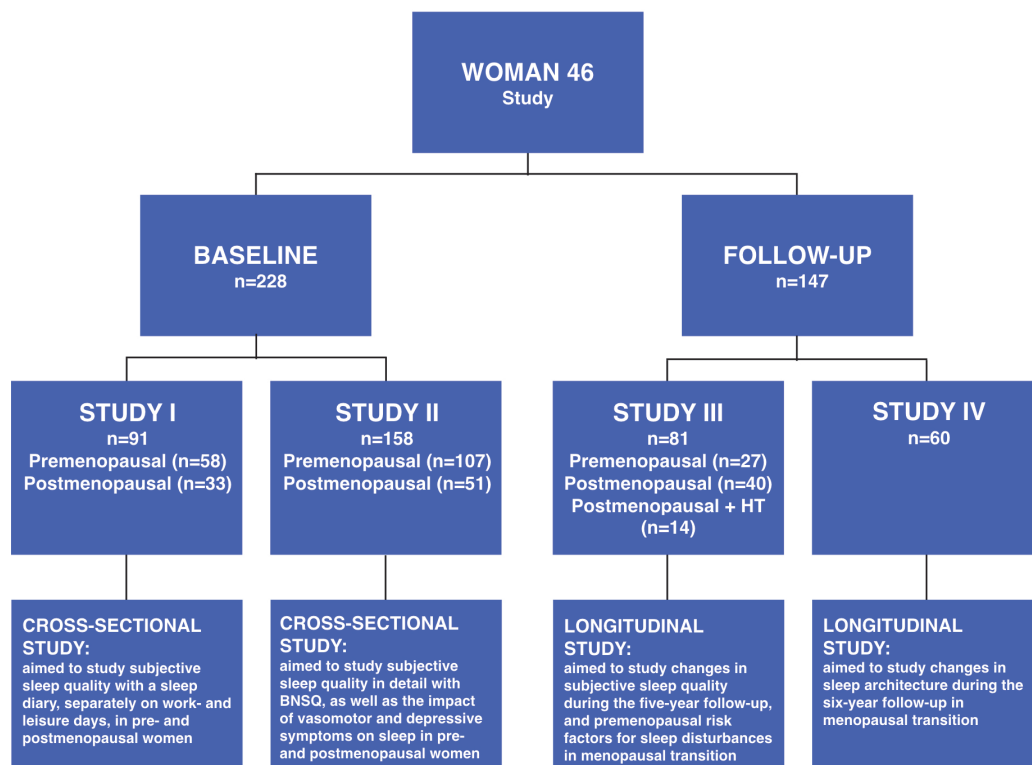 WOMAN 46
Study
BASELINE
n=228
FOLLOW-UP
n=147
STUDY I
n=91
Premenopausal (n=58)
Postmenopausal (n=33)
STUDY II
n=158
Premenopausal (n=107)
Postmenopausal (n=51)
STUDY III
n=81
Premenopausal (n=27)
Postmenopausal (n=40)
Postmenopausal + HT
(n=14)
STUDY IV
n=60
CROSS-SECTIONAL
STUDY:
aimed to study subjective
sleep quality with a sleep
diary, separately on work- and
leisure days, in pre- and
postmenopausal women
CROSS-SECTIONAL
STUDY:
aimed to study subjective
sleep quality in detail with
BNSQ, as well as the impact
of vasomotor and depressive
symptoms on sleep in pre-
and postmenopausal women
LONGITUDINAL
STUDY:
aimed to study changes in
subjective sleep quality
during the five-year follow-up,
and premenopausal risk
factors for sleep disturbances
in menopausal transition
LONGITUDINAL
STUDY:
aimed to study changes in
sleep architecture during the
six-year follow-up in
menopausal transition